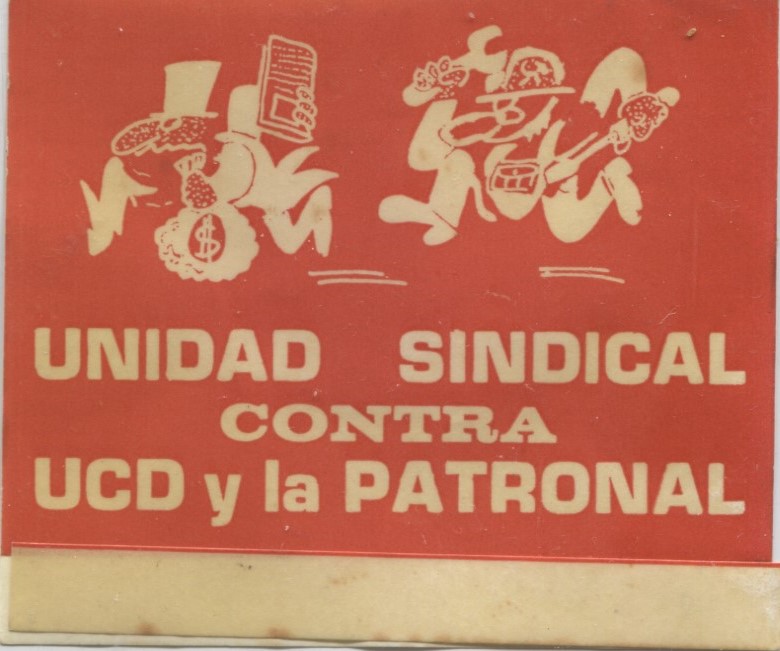 $
UNIDAD SINDICAL
CONTRA
UCD y la PATRONAL